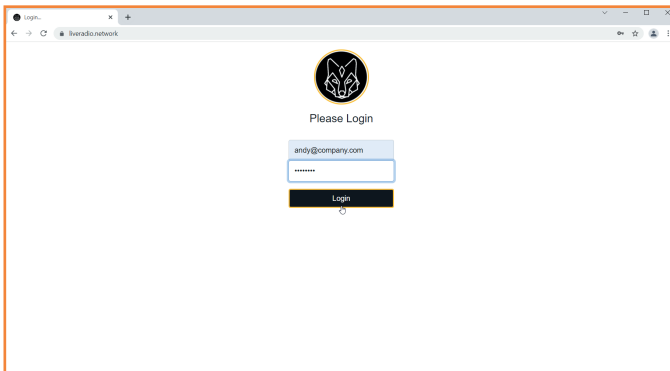 Login..
liveradio.network
Please Login
andy@company.com
••••••••
Login